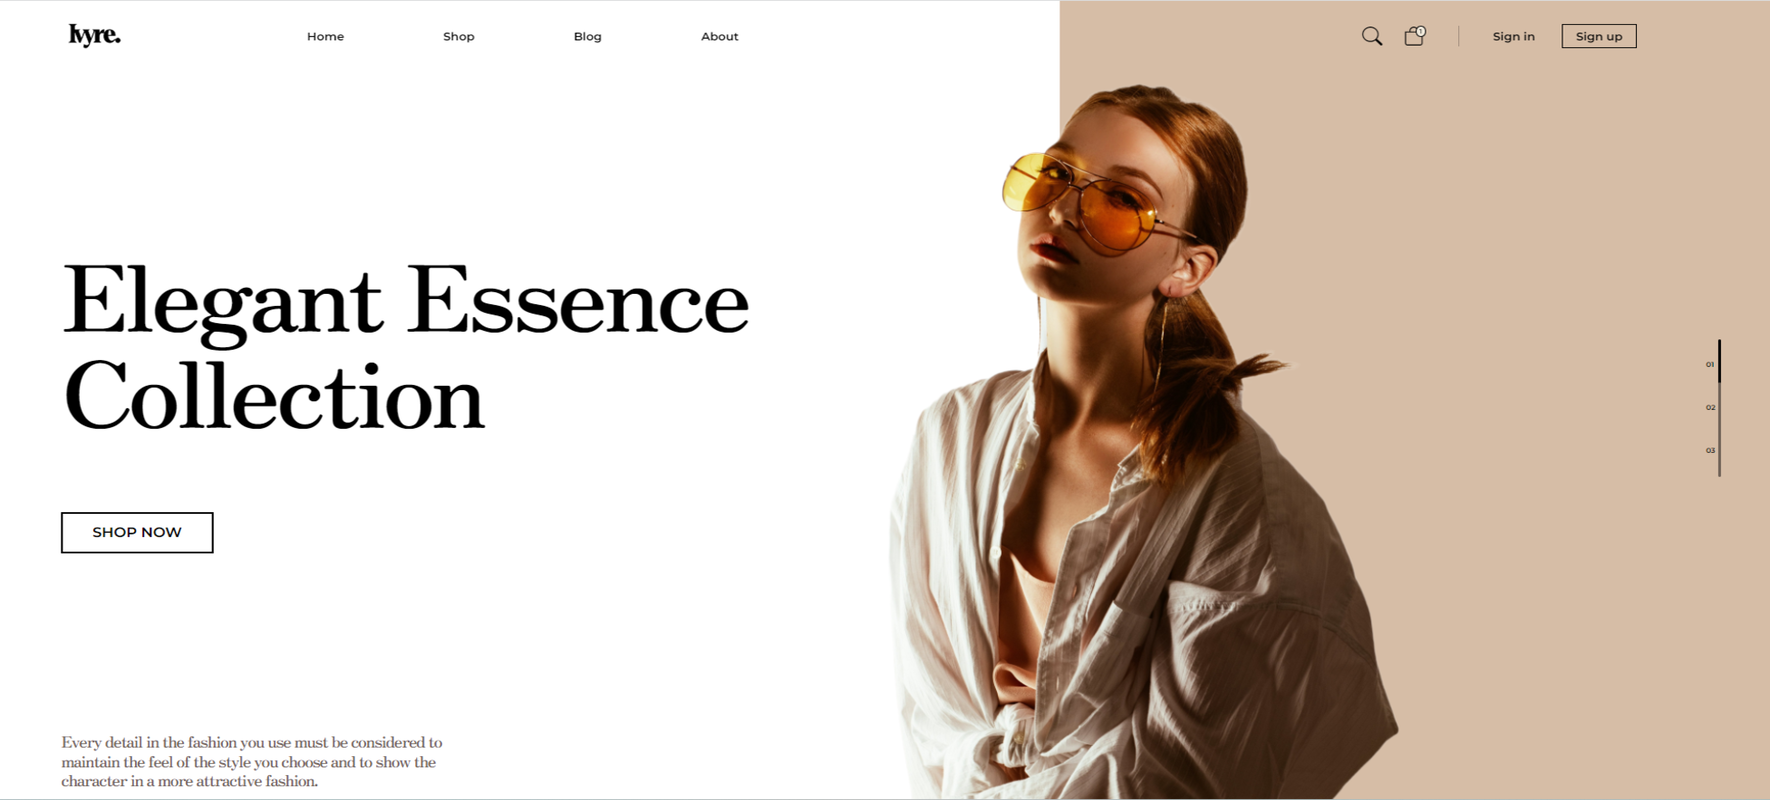 Ivyre.
Home
Shop
Blog
About
1
Sign in
Sign up
Elegant Essence
Collection
01
02
03
SHOP NOW
Every detail in the fashion you use must be considered to
maintain the feel of the style you choose and to show the
character in a more attractive fashion.